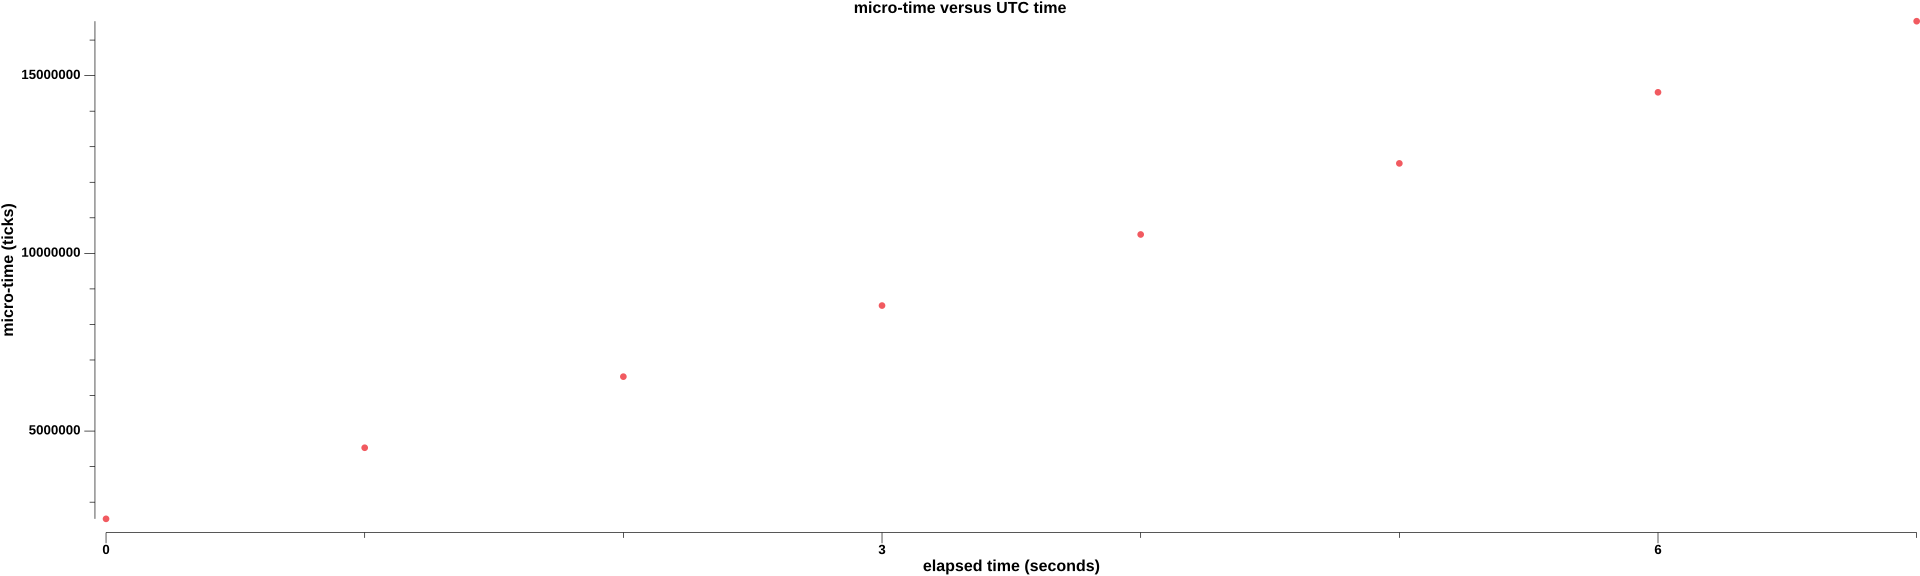 micro-time versus UTC time
15000000
10000000
5000000
micro-time (ticks)
0
3
6
elapsed time (seconds)